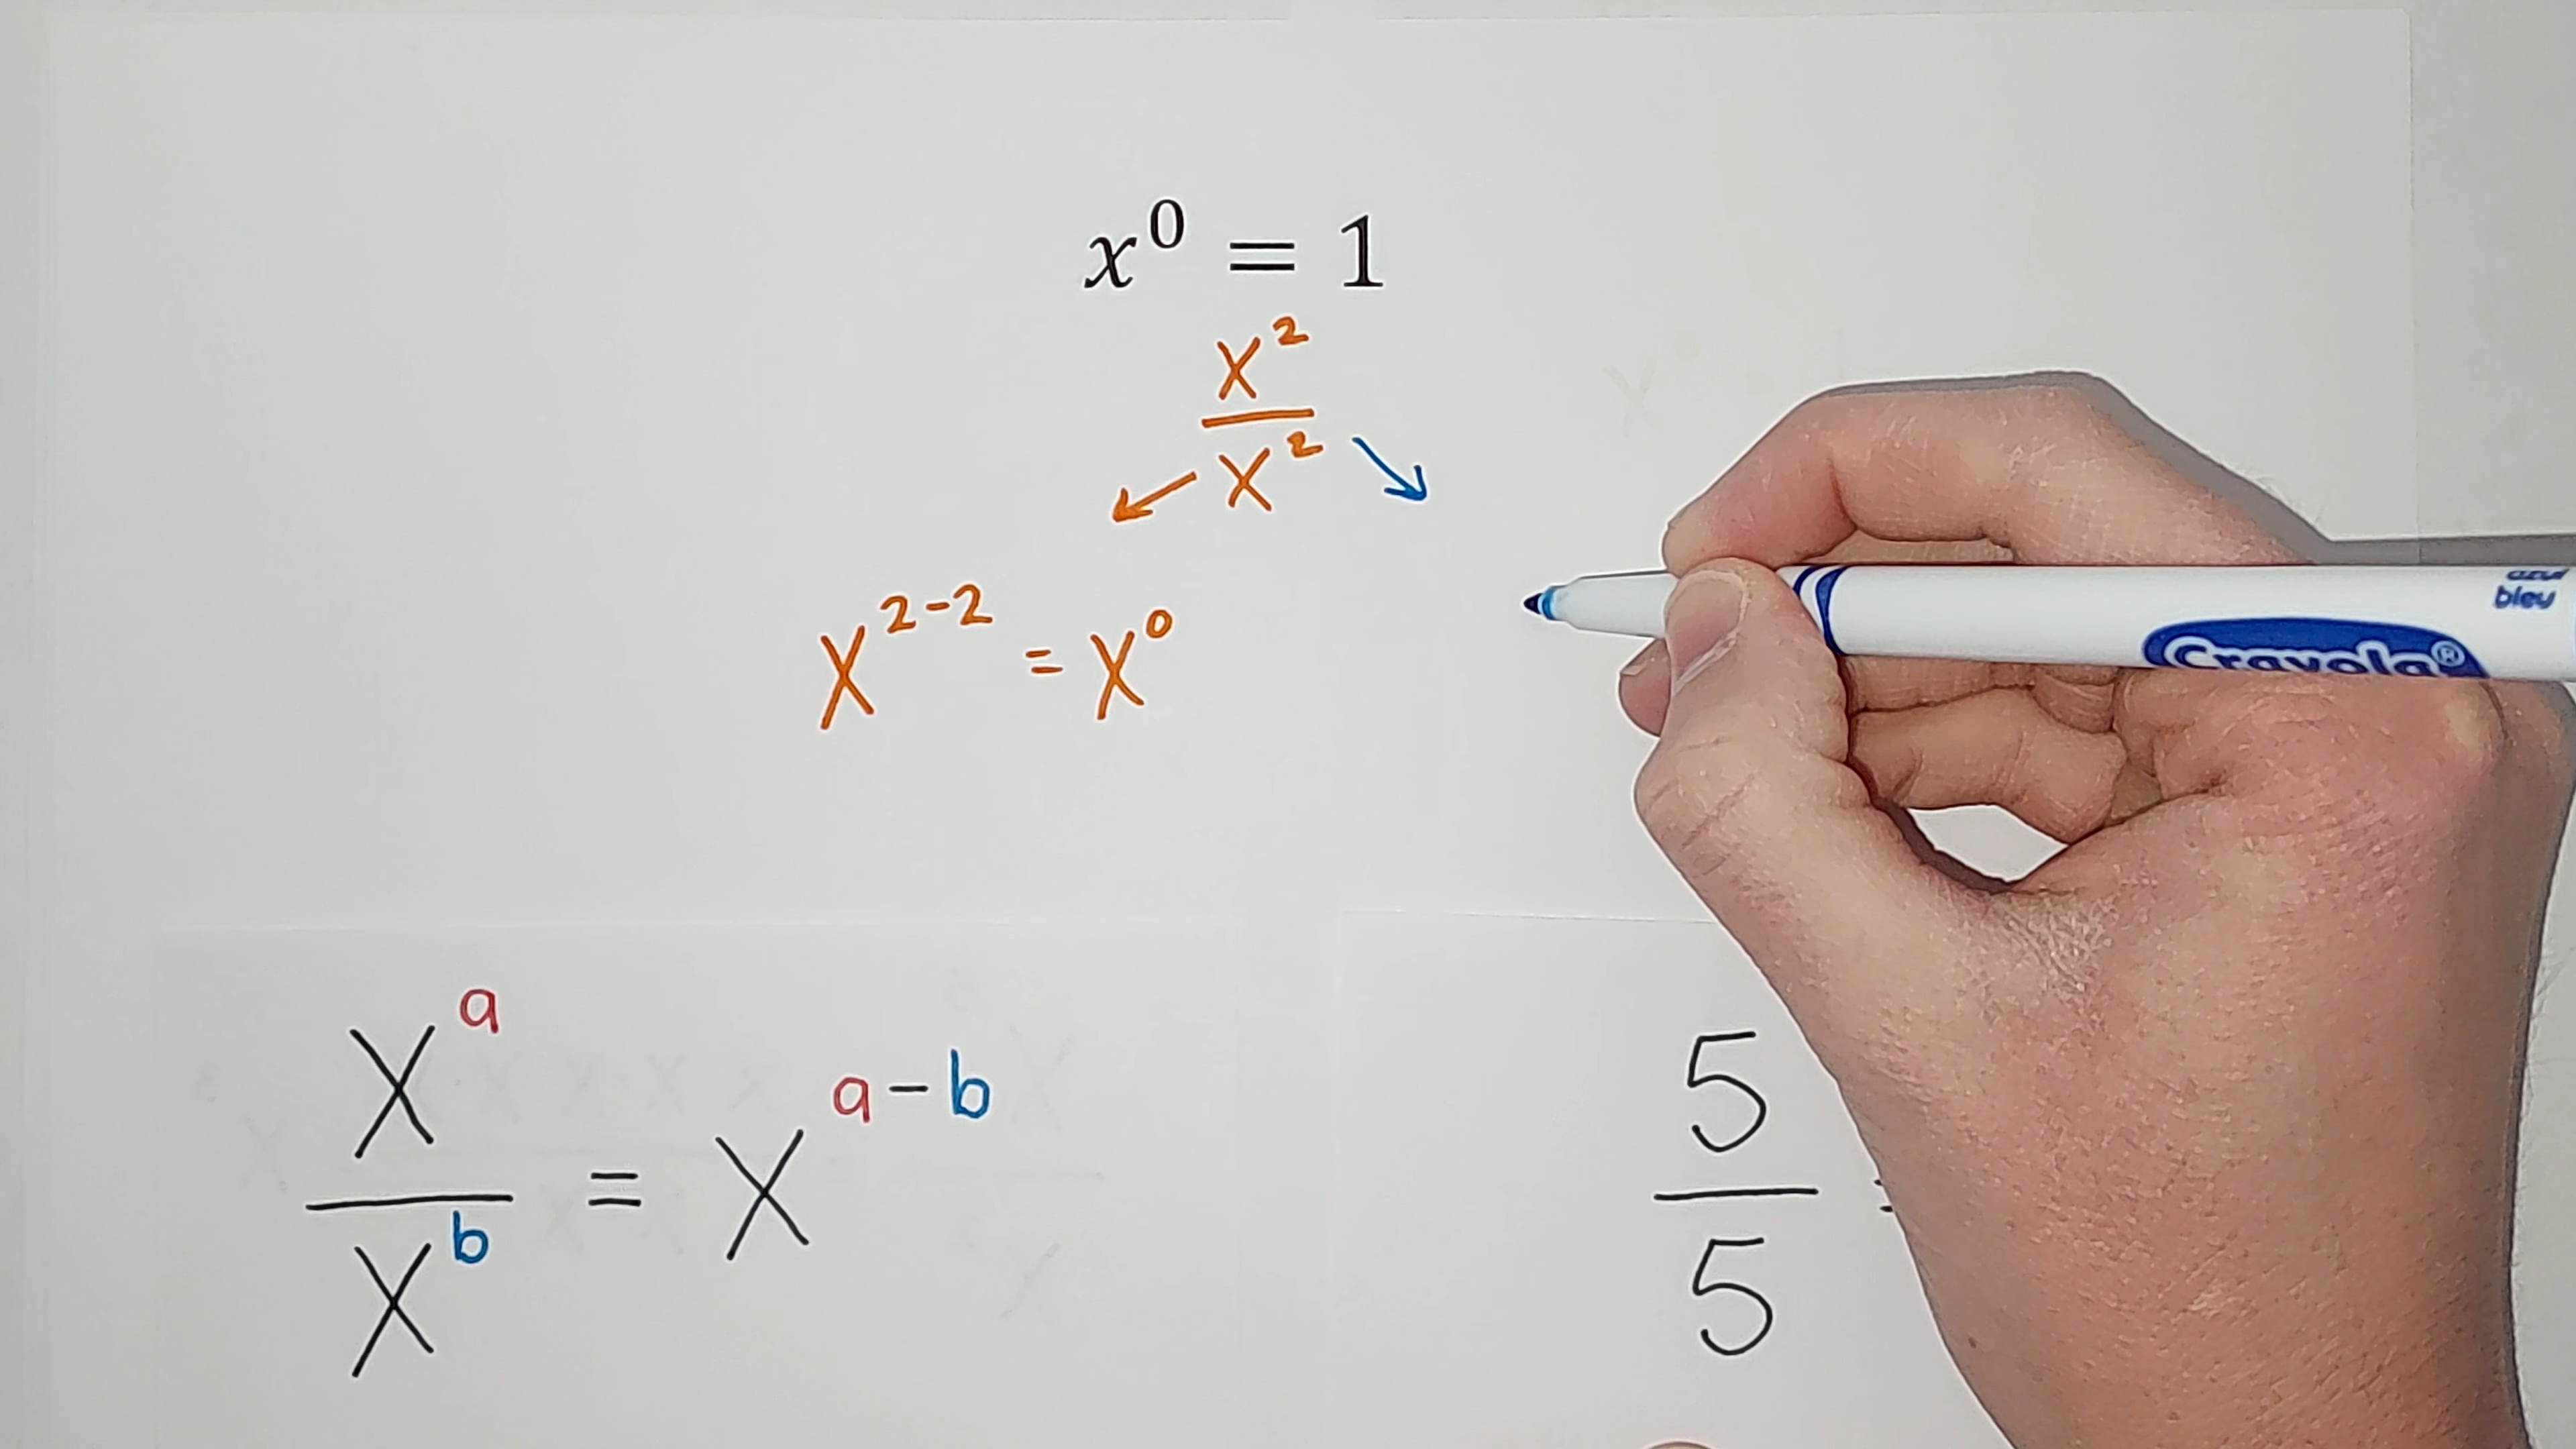 x⁰ = 1
x²
x²
x²⁻² = x⁰
azul
bleu
Crayola®
xᵃ
xᵇ
= xᵃ⁻ᵇ
5
5
=